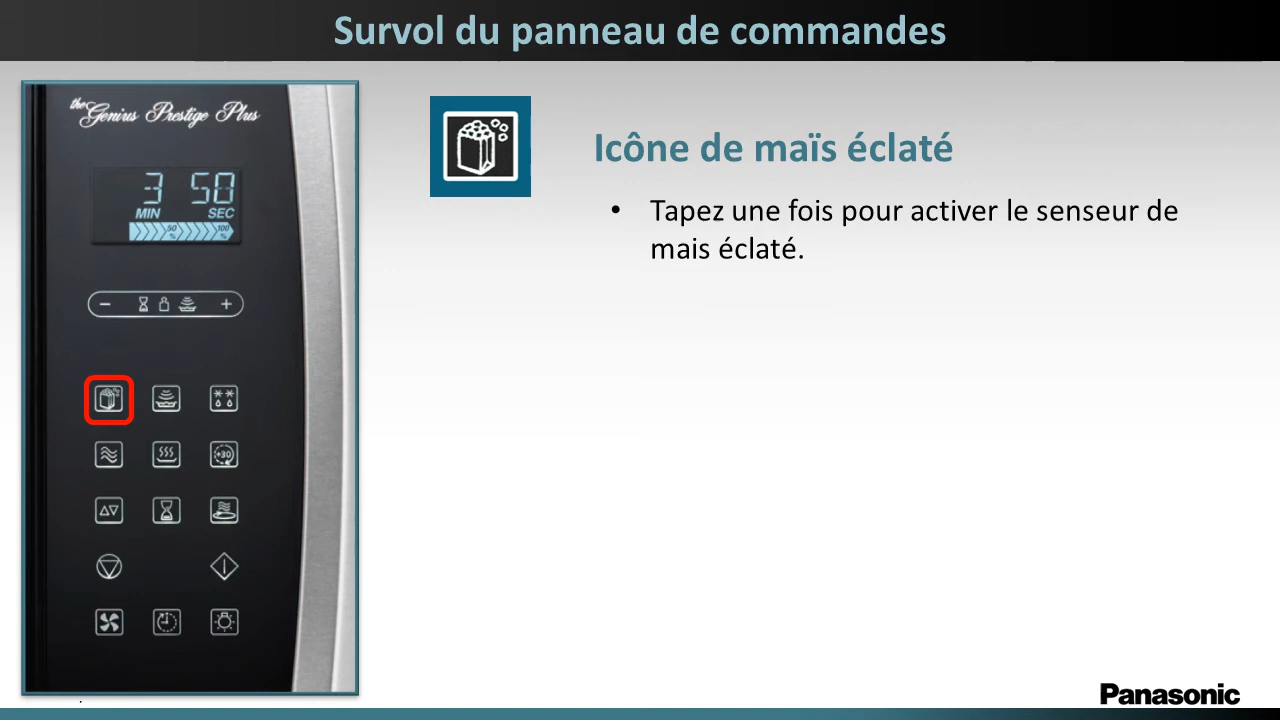 Survol du panneau de commandes
the Genius Prestige Plus
3 50
MIN SEC
50 % 100 %
− +
+30
Icône de maïs éclaté
• Tapez une fois pour activer le senseur de
mais éclaté.
Panasonic